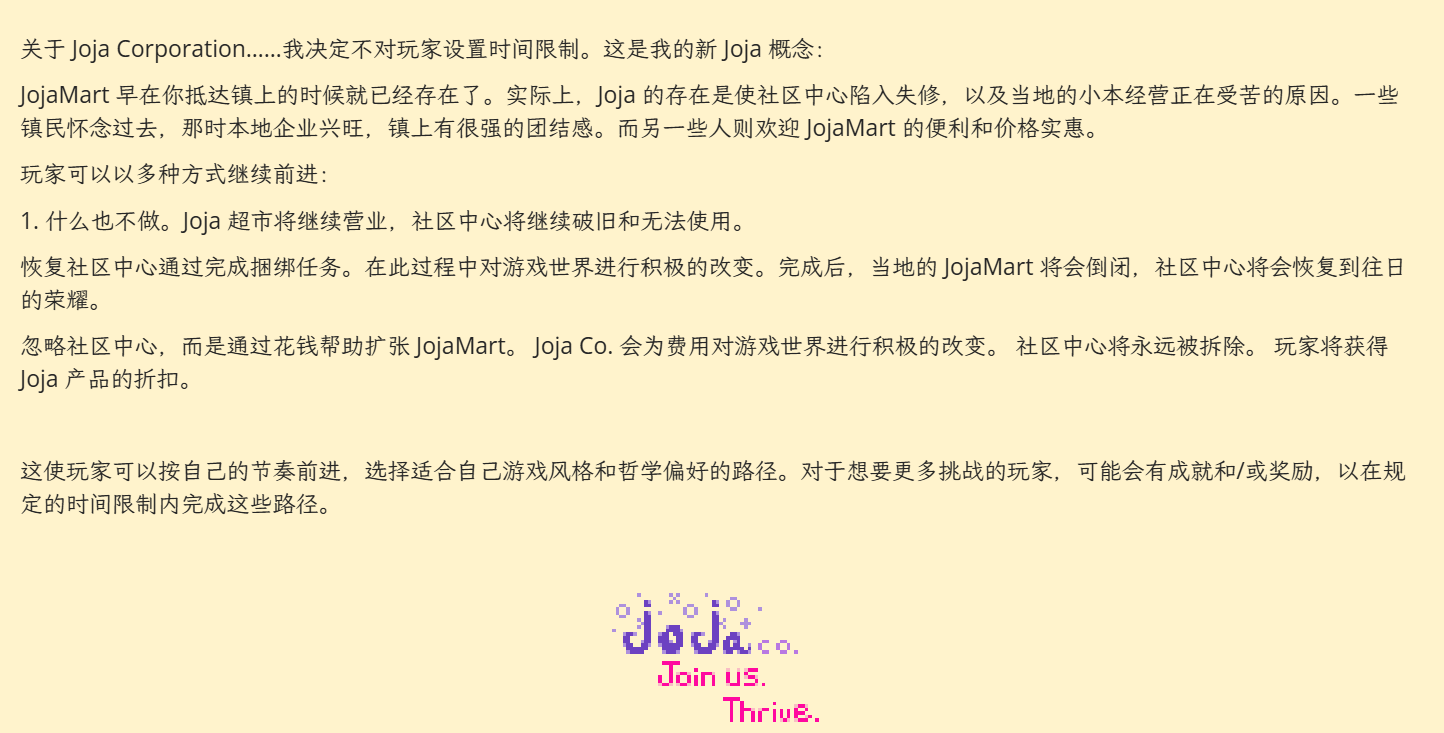 关于 Joja Corporation……我决定不对玩家设置时间限制。这是我的新 Joja 概念：
JojaMart 早在你抵达镇上的时候就已经存在了。实际上，Joja 的存在是使社区中心陷入失修，以及当地的小本经营正在受苦的原因。一些
镇民怀念过去，那时本地企业兴旺，镇上有很强的团结感。而另一些人则欢迎 JojaMart 的便利和价格实惠。
玩家可以以多种方式继续前进：
1. 什么也不做。Joja 超市将继续营业，社区中心将继续破旧和无法使用。
恢复社区中心通过完成捆绑任务。在此过程中对游戏世界进行积极的改变。完成后，当地的 JojaMart 将会倒闭，社区中心将会恢复到往日
的荣耀。
忽略社区中心，而是通过花钱帮助扩张 JojaMart。 Joja Co. 会为费用对游戏世界进行积极的改变。 社区中心将永远被拆除。 玩家将获得
Joja 产品的折扣。
这使玩家可以按自己的节奏前进，选择适合自己游戏风格和哲学偏好的路径。对于想要更多挑战的玩家，可能会有成就和/或奖励，以在规
定的时间限制内完成这些路径。
joja co.
Join us.
Thrive.